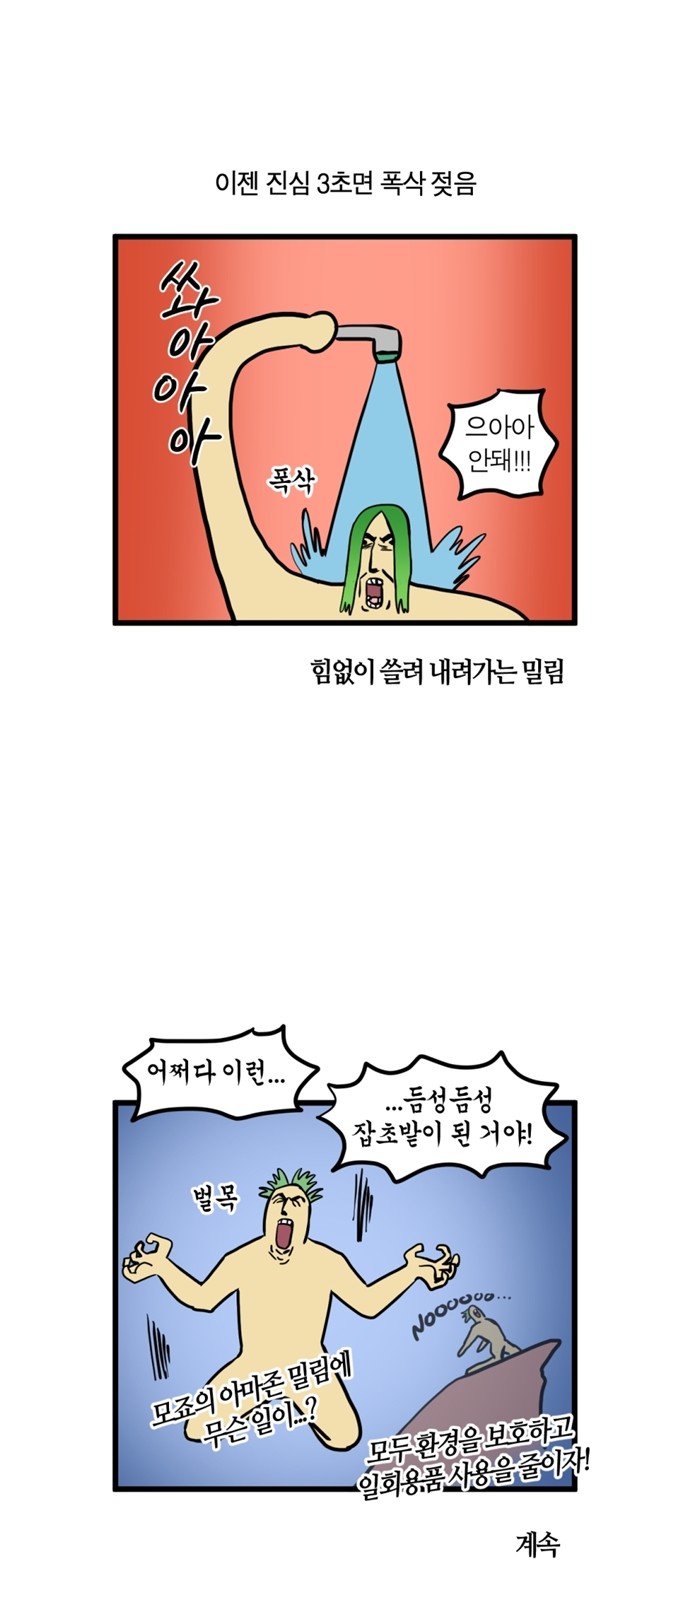 이젠 진심 3초면 폭삭 젖음
쏴
아
아
아
으아아
안돼!!!
폭삭
힘없이 쓸려 내려가는 밀림
어쩌다 이런...
...듬성듬성
잡초밭이 된 거야!
벌목
NOOOOOO...
모죠의 아마존 밀림에
무슨 일이...?
모두 환경을 보호하고
일회용품 사용을 줄이자!
계속